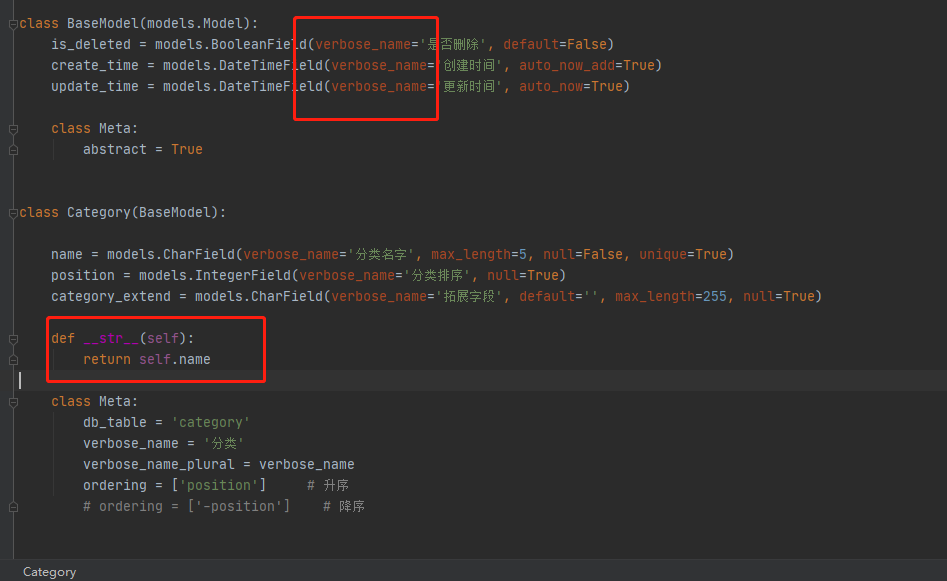 class BaseModel(models.Model):
    is_deleted = models.BooleanField(verbose_name='是否删除', default=False)
    create_time = models.DateTimeField(verbose_name='创建时间', auto_now_add=True)
    update_time = models.DateTimeField(verbose_name='更新时间', auto_now=True)
    class Meta:
        abstract = True
class Category(BaseModel):
    name = models.CharField(verbose_name='分类名字', max_length=5, null=False, unique=True)
    position = models.IntegerField(verbose_name='分类排序', null=True)
    category_extend = models.CharField(verbose_name='拓展字段', default='', max_length=255, null=True)
    def __str__(self):
        return self.name
    class Meta:
        db_table = 'category'
        verbose_name = '分类'
        verbose_name_plural = verbose_name
        ordering = ['position']     # 升序
        # ordering = ['-position']    # 降序
Category